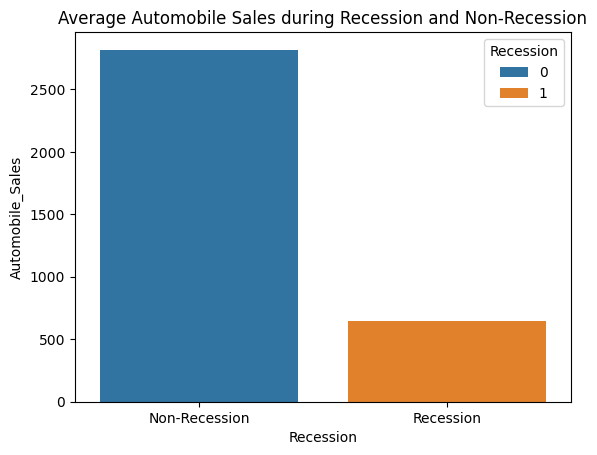 Average Automobile Sales during Recession and Non-Recession
Recession
0
1
2500
2000
1500
1000
500
0
Automobile_Sales
Non-Recession
Recession
Recession